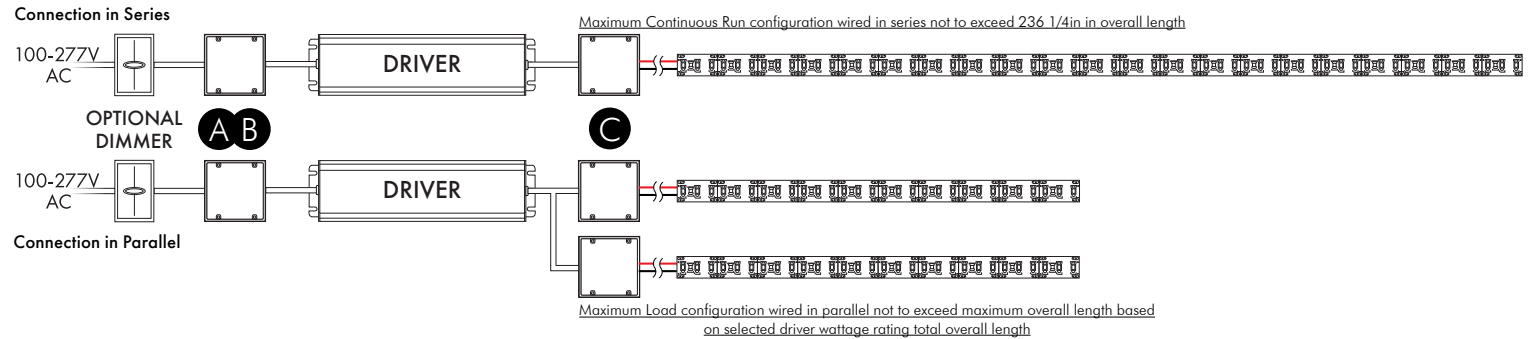 Connection in Series
Maximum Continuous Run configuration wired in series not to exceed 236 1/4in in overall length
100-277V
AC
DRIVER
OPTIONAL
DIMMER
A B
C
100-277V
AC
DRIVER
Connection in Parallel
Maximum Load configuration wired in parallel not to exceed maximum overall length based
on selected driver wattage rating total overall length